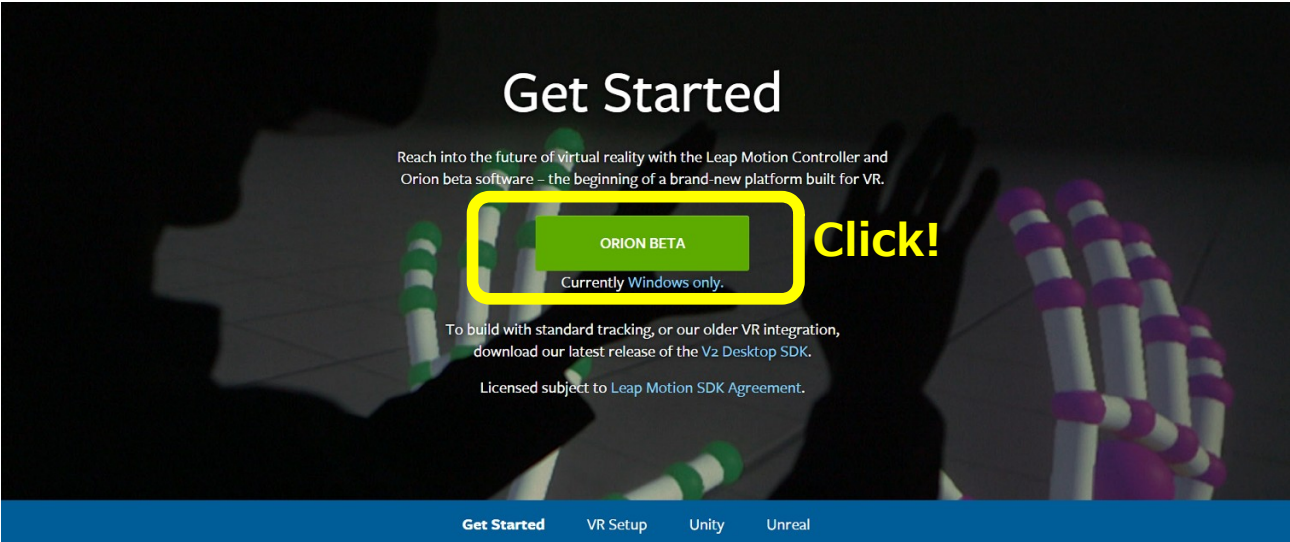 Get Started
Reach into the future of virtual reality with the Leap Motion Controller and
Orion beta software – the beginning of a brand-new platform built for VR.
ORION BETA
Click!
Currently Windows only.
To build with standard tracking, or our older VR integration,
download our latest release of the V2 Desktop SDK.
Licensed subject to Leap Motion SDK Agreement.
Get Started VR Setup Unity Unreal